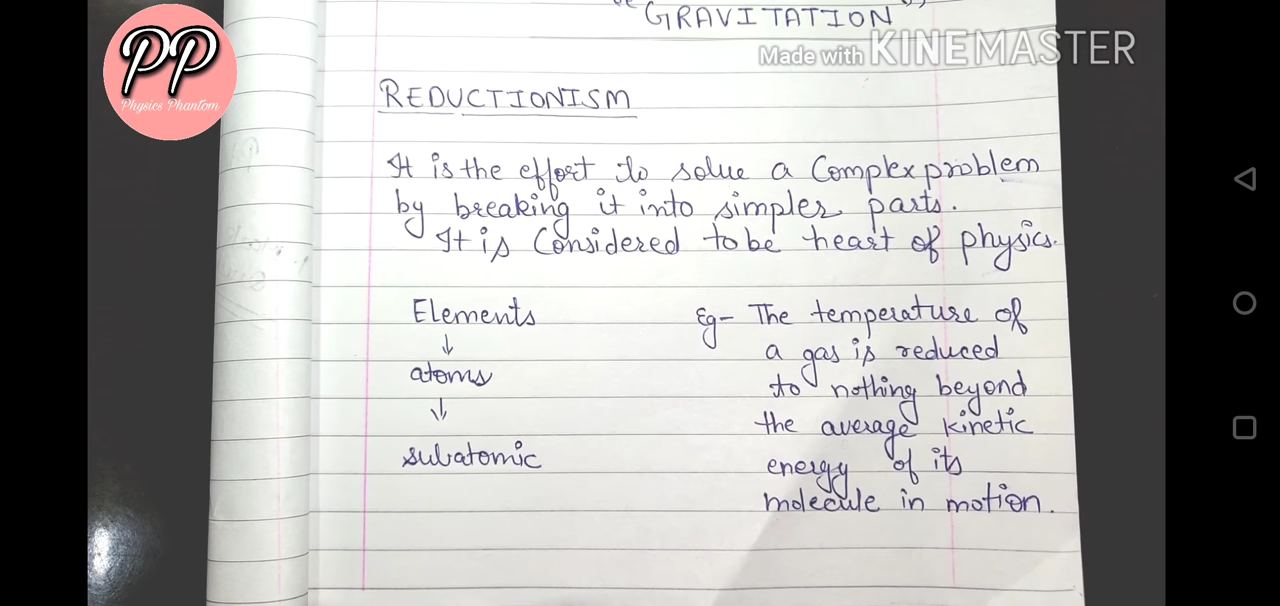 GRAVITATION
Made with KINEMASTER
PP
Physics Phantom
REDUCTIONISM
It is the effort to solve a Complex problem
by breaking it into simpler parts.
It is Considered to be heart of physics.
Elements
↓
atoms
↓
subatomic
Eg- The temperature of
a gas is reduced
to nothing beyond
the average kinetic
energy of its
molecule in motion.